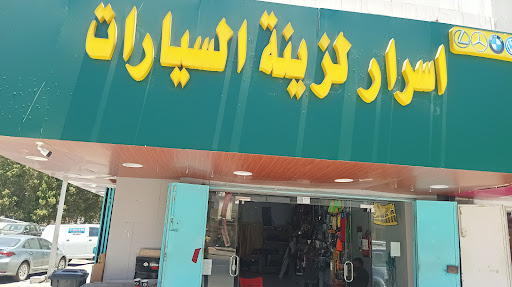 اسرار لزينة السيارات